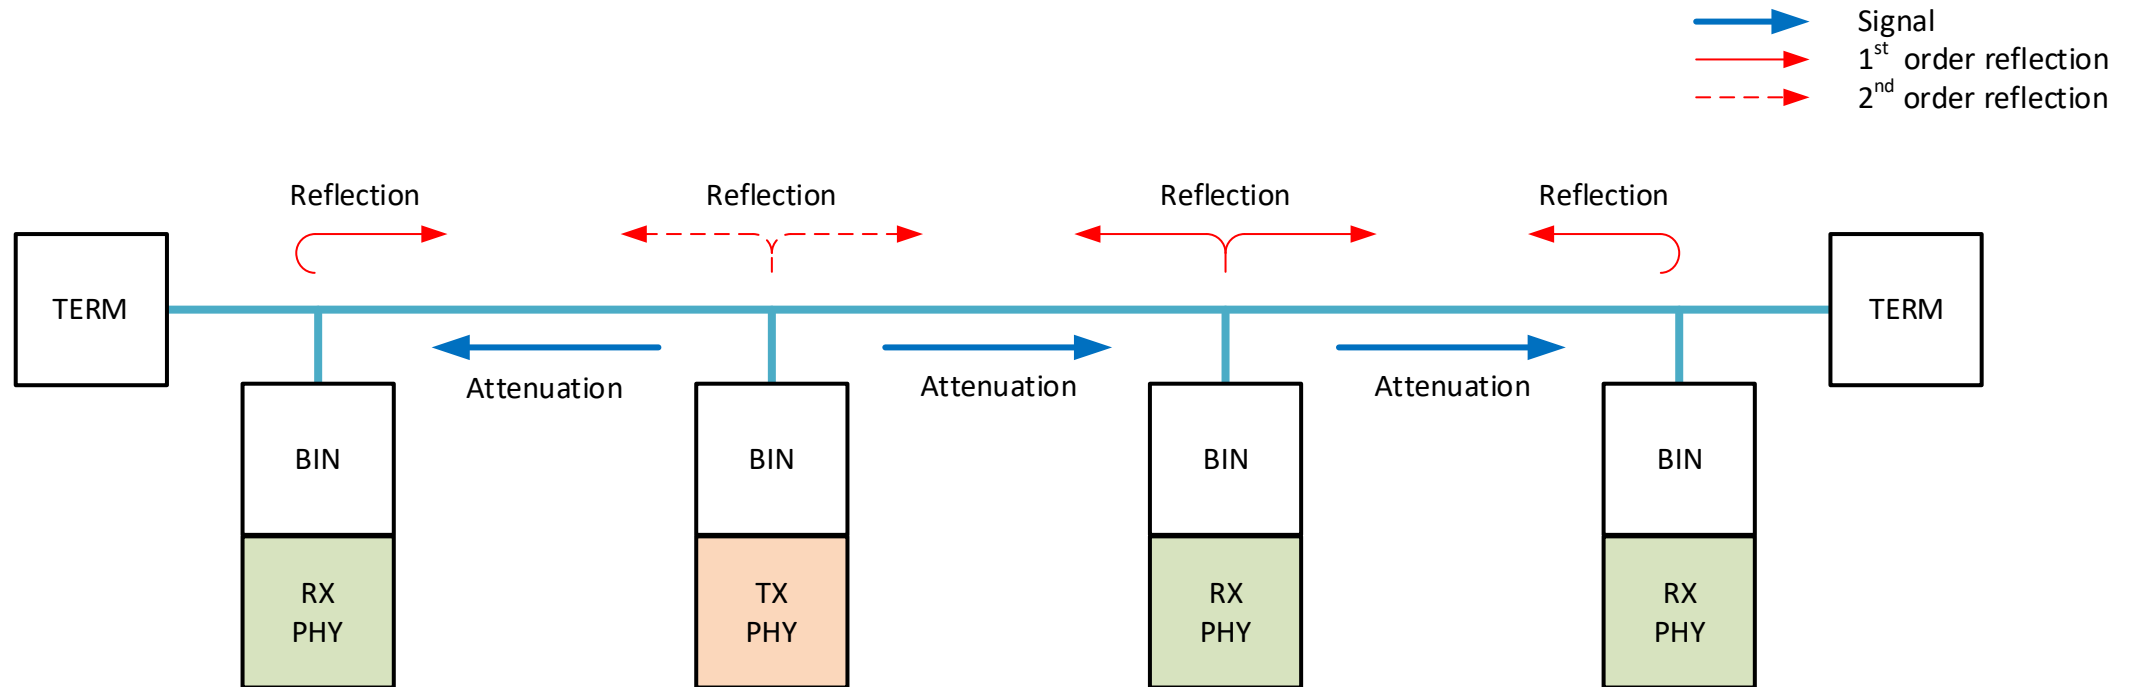 Signal
1st order reflection
2nd order reflection
Reflection
Reflection
Reflection
Reflection
TERM
TERM
Attenuation
Attenuation
Attenuation
BIN
BIN
BIN
BIN
RX
PHY
TX
PHY
RX
PHY
RX
PHY